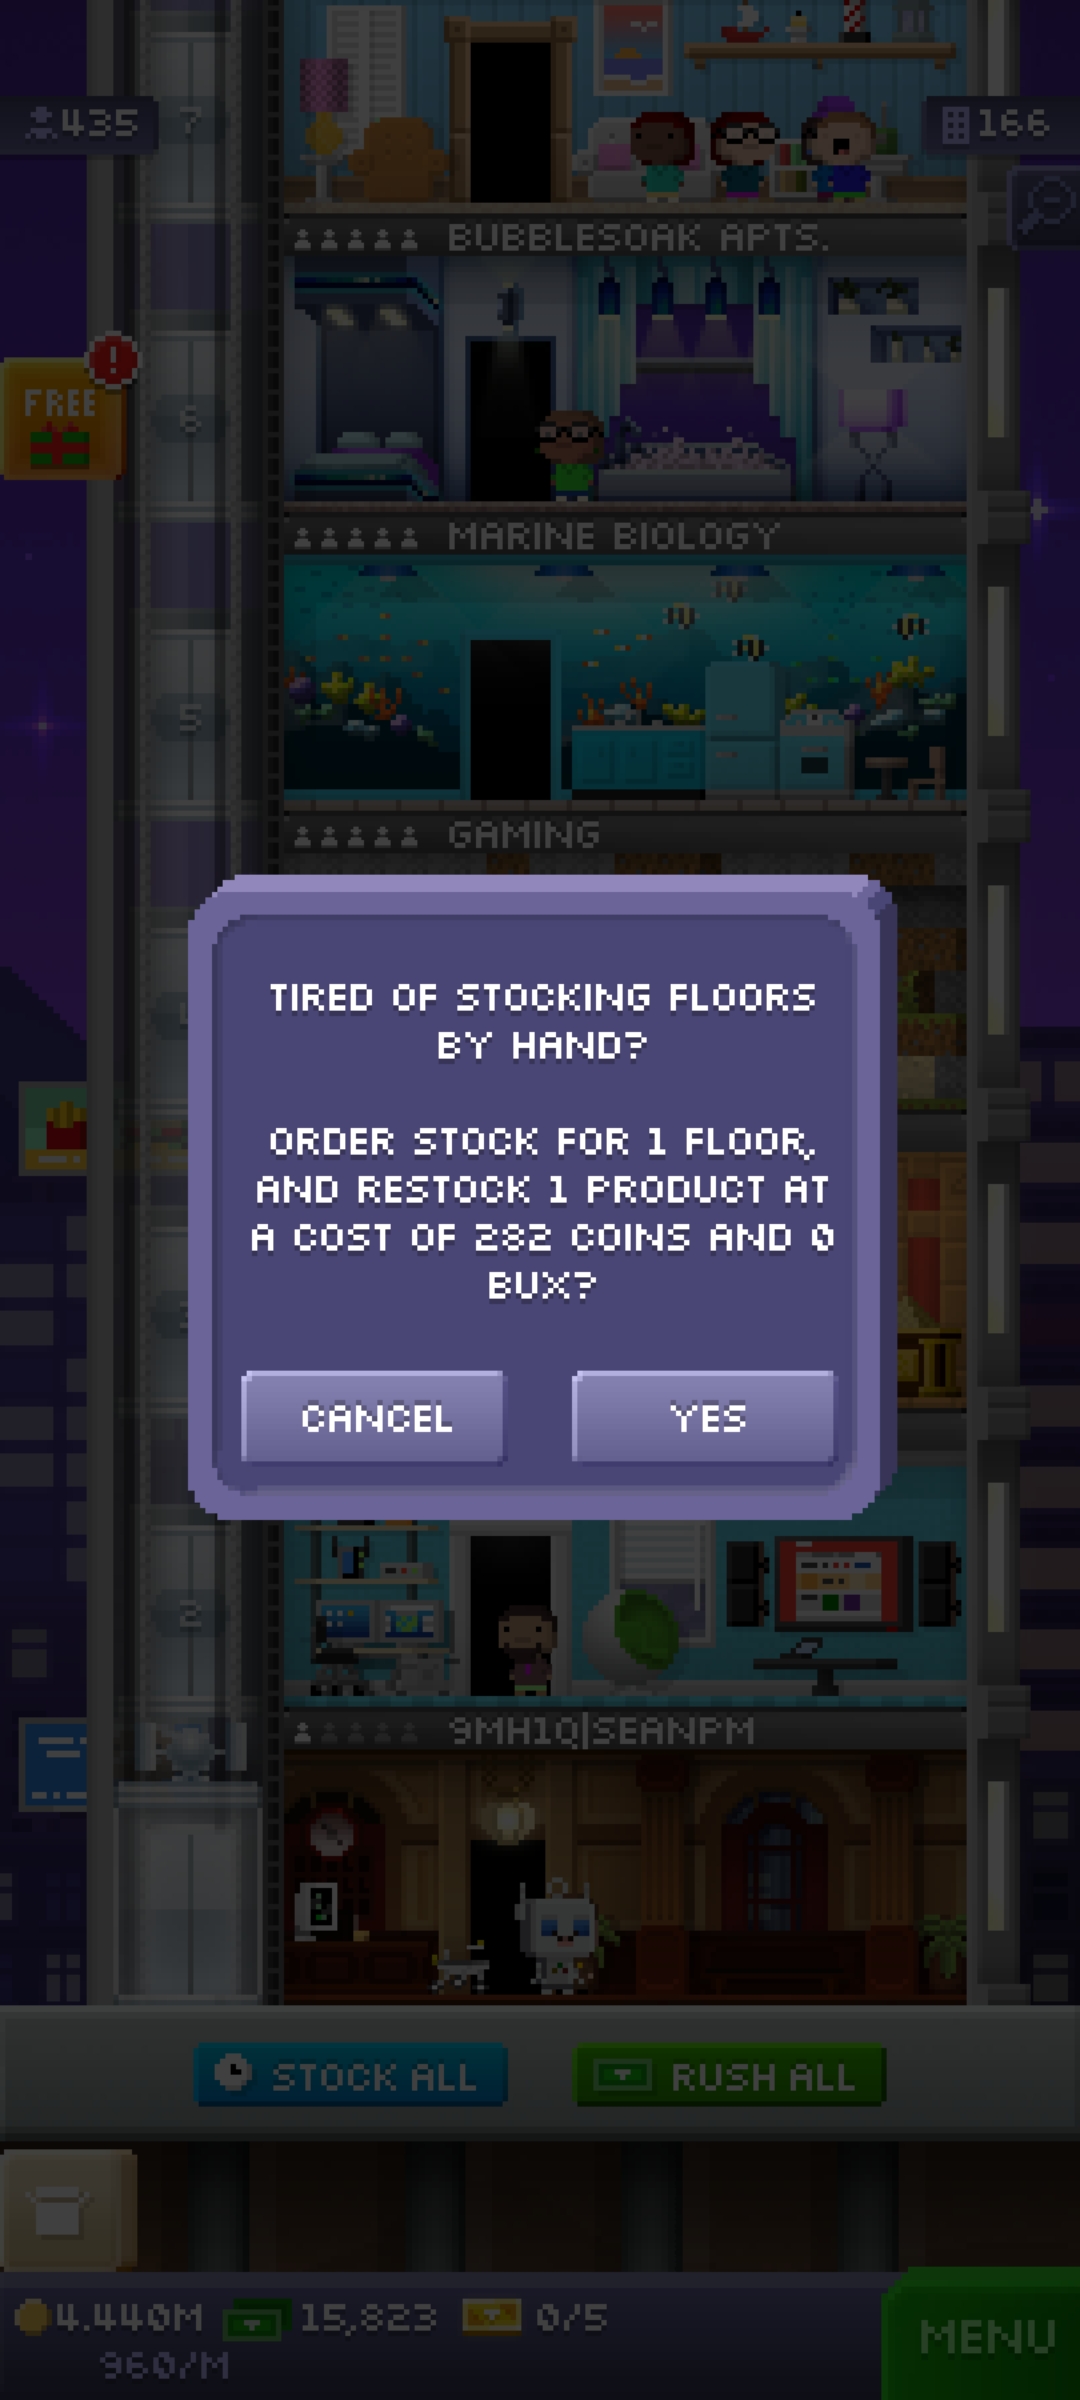 7
435
166
BUBBLESOAK APTS.
FREE
!
6
MARINE BIOLOGY
5
GAMING
TIRED OF STOCKING FLOORS
BY HAND?
ORDER STOCK FOR 1 FLOOR,
AND RESTOCK 1 PRODUCT AT
A COST OF 282 COINS AND 0
BUX?
CANCEL
YES
2
9MH1Q|SEANPM
STOCK ALL
RUSH ALL
4.440M
15,823
0/5
960/M
MENU